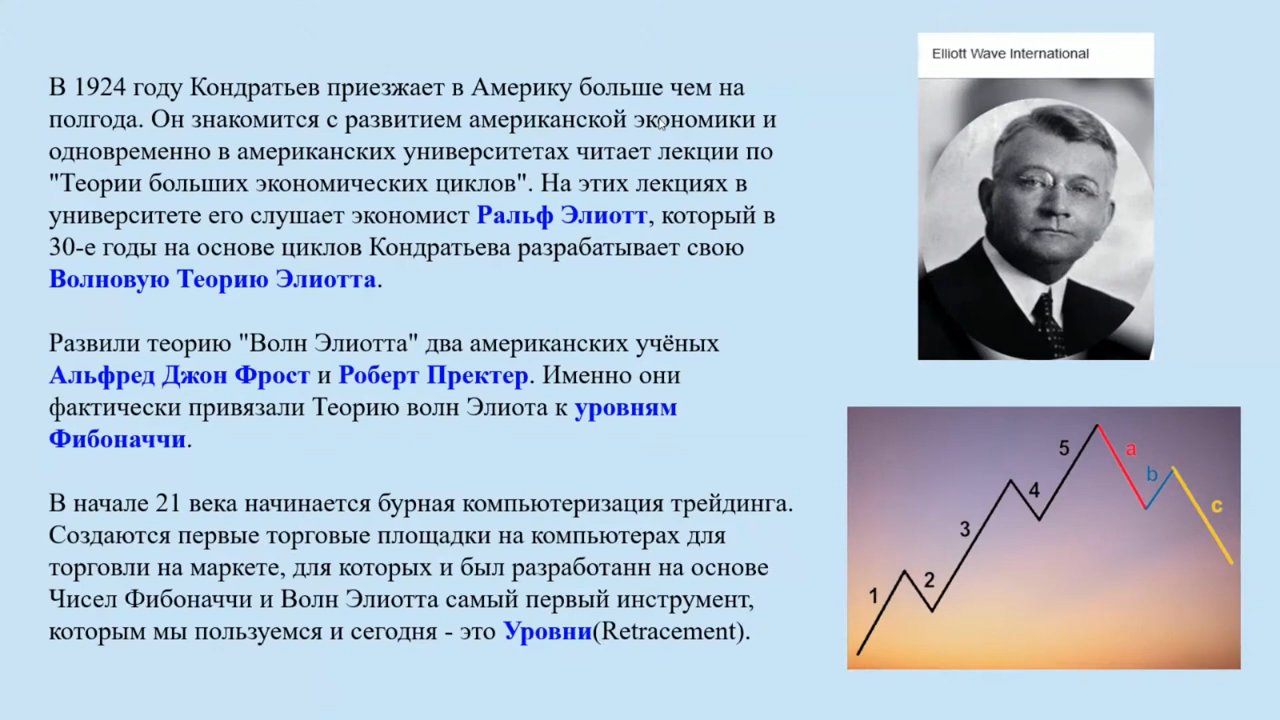 В 1924 году Кондратьев приезжает в Америку больше чем на
полгода. Он знакомится с развитием американской экономики и
одновременно в американских университетах читает лекции по
"Теории больших экономических циклов". На этих лекциях в
университете его слушает экономист Ральф Элиотт, который в
30-е годы на основе циклов Кондратьева разрабатывает свою
Волновую Теорию Элиотта.
Развили теорию "Волн Элиотта" два американских учёных
Альфред Джон Фрост и Роберт Пректер. Именно они
фактически привязали Теорию волн Элиота к уровням
Фибоначчи.
В начале 21 века начинается бурная компьютеризация трейдинга.
Создаются первые торговые площадки на компьютерах для
торговли на маркете, для которых и был разработанн на основе
Чисел Фибоначчи и Волн Элиотта самый первый инструмент,
которым мы пользуемся и сегодня - это Уровни(Retracement).
Elliott Wave International
1
2
3
4
5
a
b
c